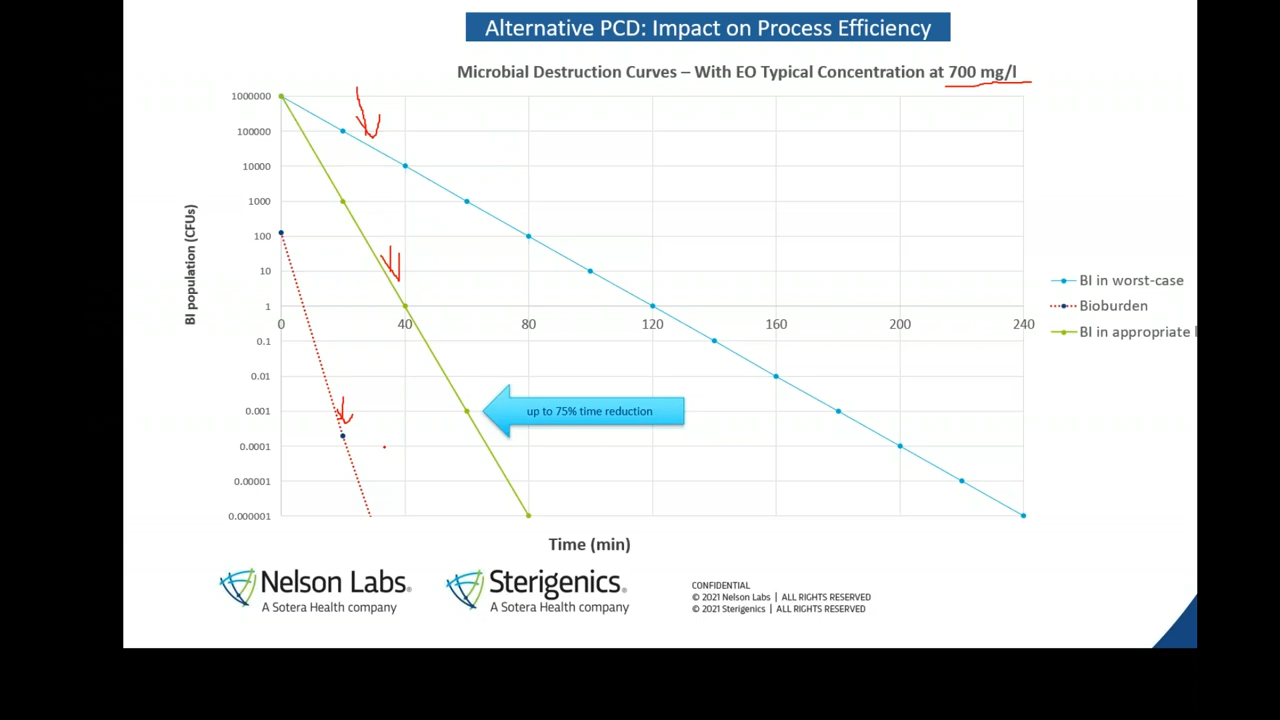 Alternative PCD: Impact on Process Efficiency
Microbial Destruction Curves – With EO Typical Concentration at 700 mg/l
1000000
100000
10000
1000
100
10
1
0.1
0.01
0.001
0.0001
0.00001
0.000001
BI population (CFUs)
0 40 80 120 160 200 240
up to 75% time reduction
BI in worst-case
Bioburden
BI in appropriate
Time (min)
Nelson Labs®
A Sotera Health company
Sterigenics®
A Sotera Health company
CONFIDENTIAL
© 2021 Nelson Labs | ALL RIGHTS RESERVED
© 2021 Sterigenics | ALL RIGHTS RESERVED